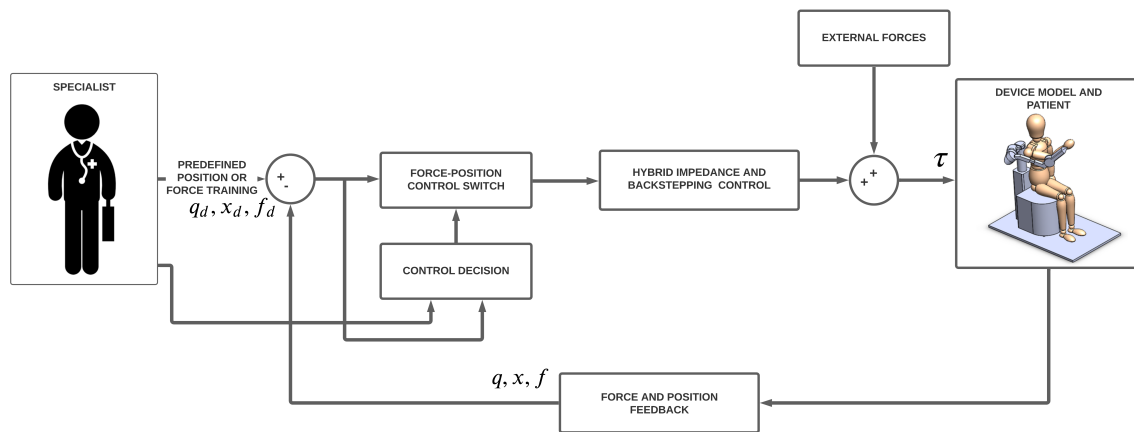 EXTERNAL FORCES
SPECIALIST
DEVICE MODEL AND
PATIENT
PREDEFINED
POSITION OR
FORCE TRAINING
q_d, x_d, f_d
+
-
FORCE-POSITION
CONTROL SWITCH
HYBRID IMPEDANCE AND
BACKSTEPPING CONTROL
+
+
τ
CONTROL DECISION
q, x, f
FORCE AND POSITION
FEEDBACK